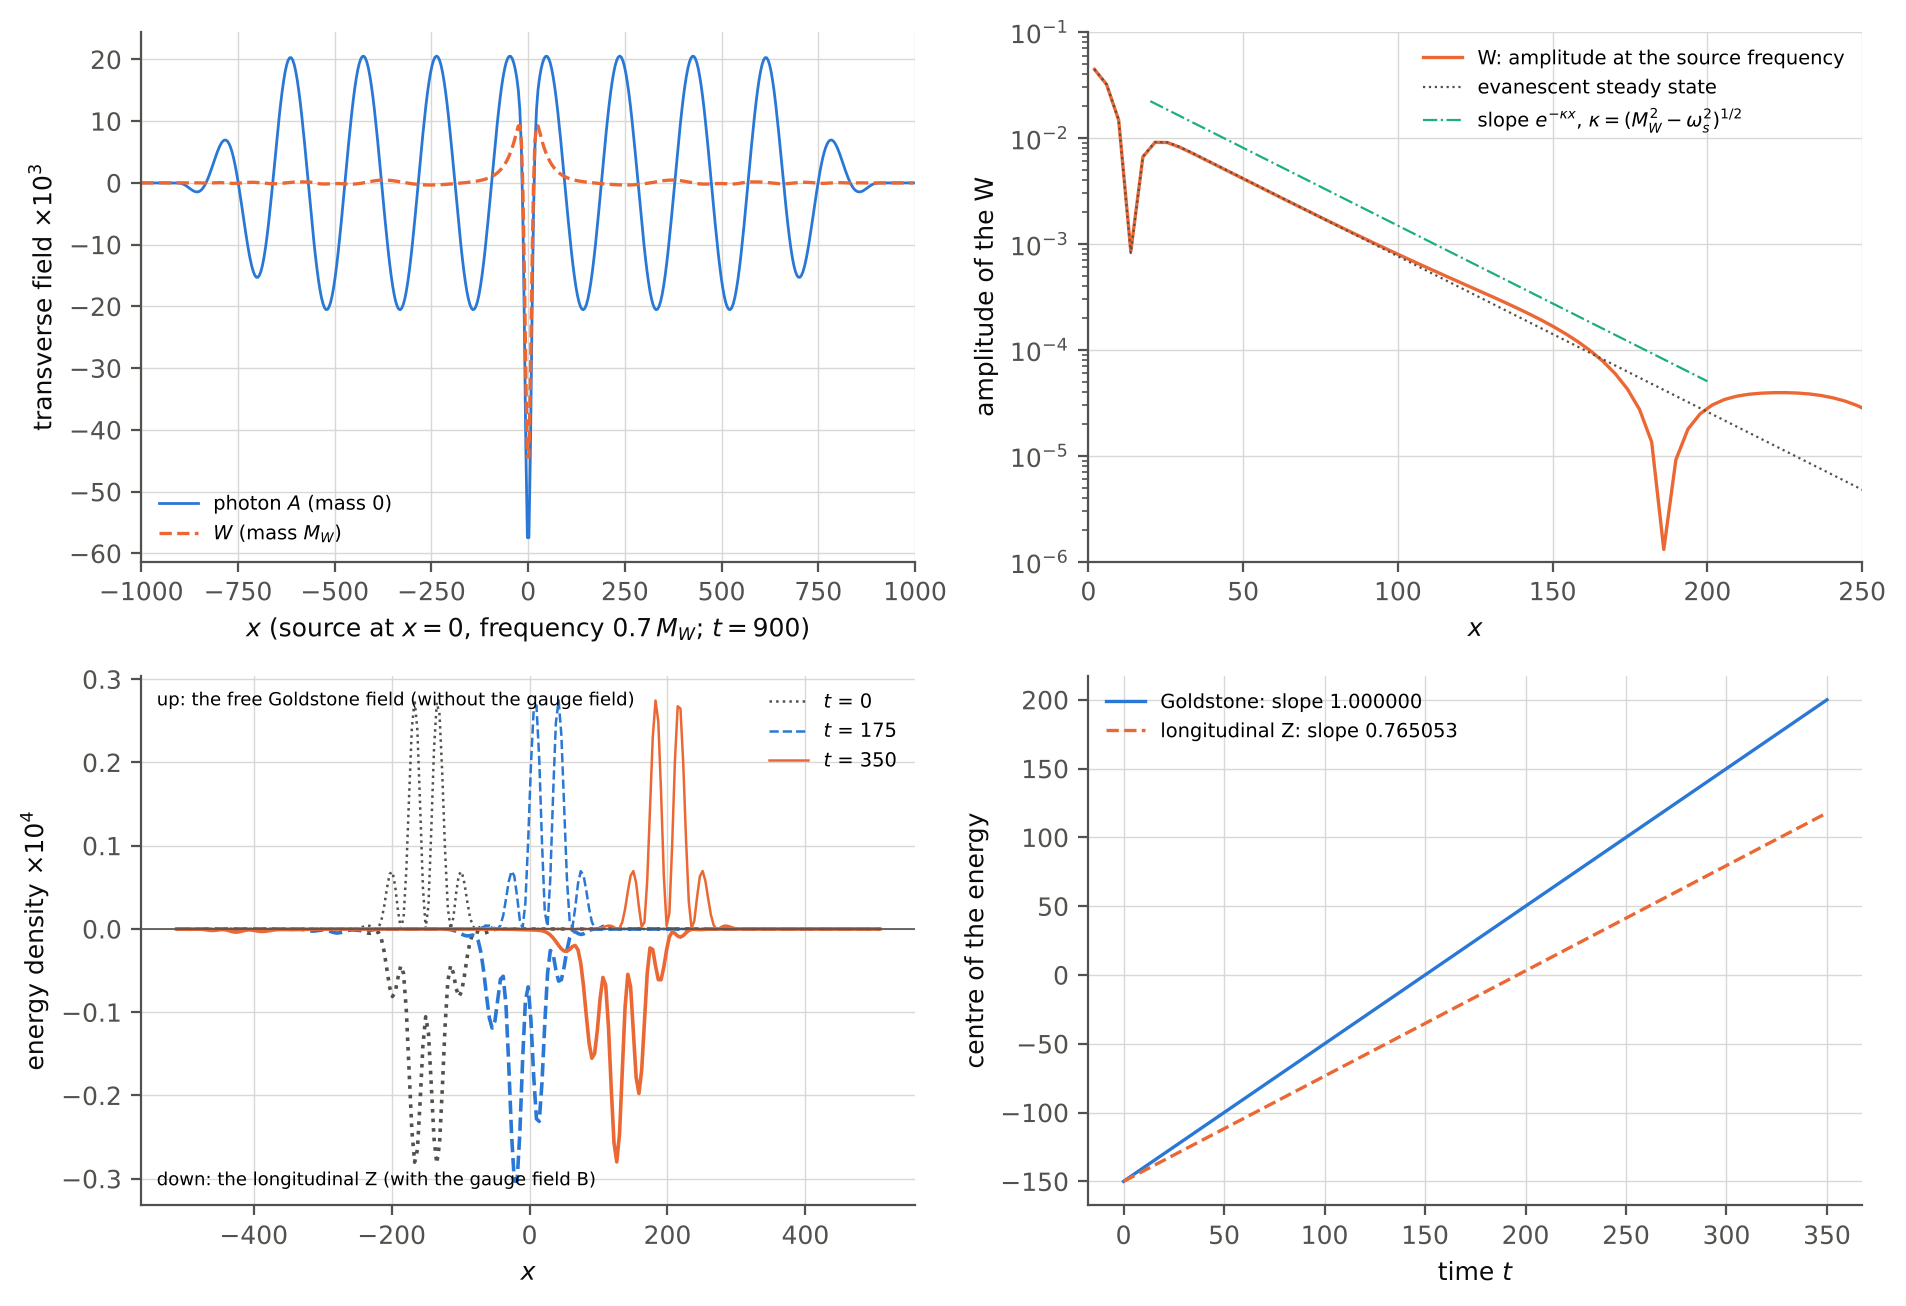 20
10
0
−10
−20
−30
−40
−50
−60
transverse field ×10³
photon A (mass 0)
W (mass M_W)
−1000 −750 −500 −250 0 250 500 750 1000
x (source at x = 0, frequency 0.7 M_W; t = 900)
10⁻¹
10⁻²
10⁻³
10⁻⁴
10⁻⁵
10⁻⁶
amplitude of the W
W: amplitude at the source frequency
evanescent steady state
slope e^{−κx}, κ = (M_W² − ω_s²)^{1/2}
0 50 100 150 200 250
x
0.3
0.2
0.1
0.0
−0.1
−0.2
−0.3
energy density ×10⁴
up: the free Goldstone field (without the gauge field)
t = 0
t = 175
t = 350
down: the longitudinal Z (with the gauge field B)
−400 −200 0 200 400
x
200
150
100
50
0
−50
−100
−150
centre of the energy
Goldstone: slope 1.000000
longitudinal Z: slope 0.765053
0 50 100 150 200 250 300 350
time t